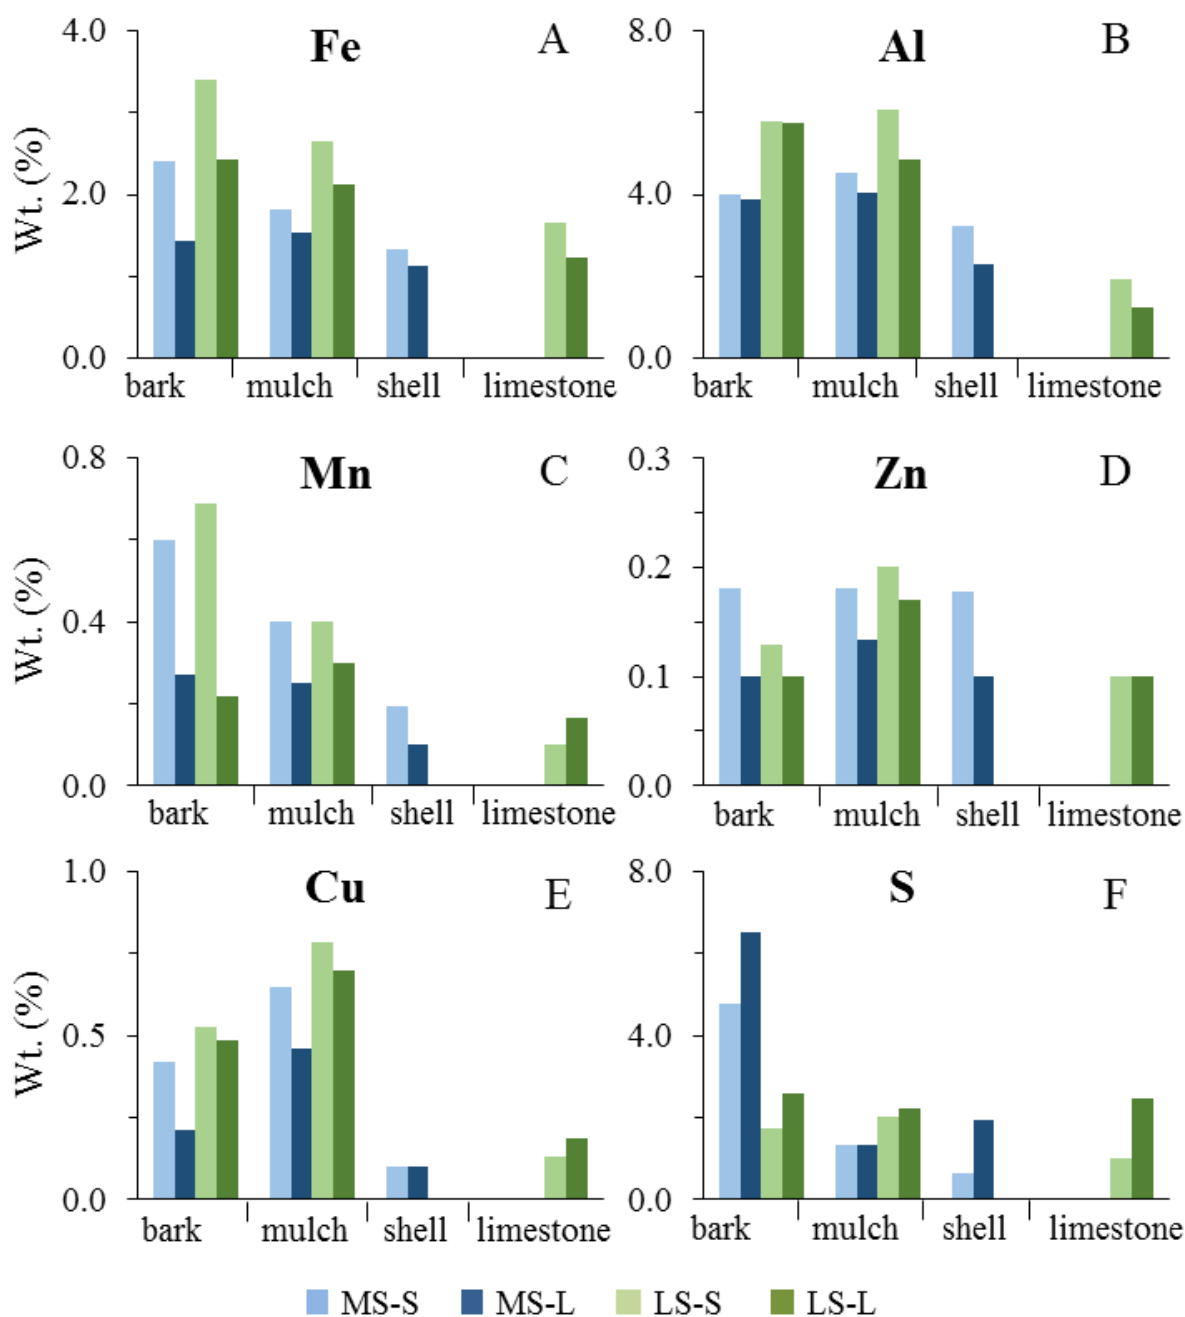 4.0 Fe A
2.0
0.0
Wt. (%)
bark mulch shell limestone
8.0 Al B
4.0
0.0
bark mulch shell limestone
0.8 Mn C
0.4
0.0
Wt. (%)
bark mulch shell limestone
0.3 Zn D
0.2
0.1
0.0
bark mulch shell limestone
1.0 Cu E
0.5
0.0
Wt. (%)
bark mulch shell limestone
8.0 S F
4.0
0.0
bark mulch shell limestone
MS-S MS-L LS-S LS-L